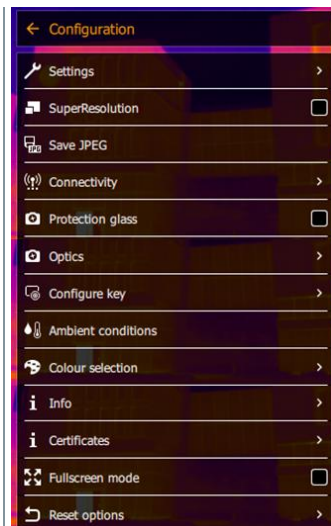 Configuration
Settings
SuperResolution
JPG
Save JPEG
Connectivity
Protection glass
Optics
Configure key
Ambient conditions
Colour selection
Info
Certificates
Fullscreen mode
Reset options